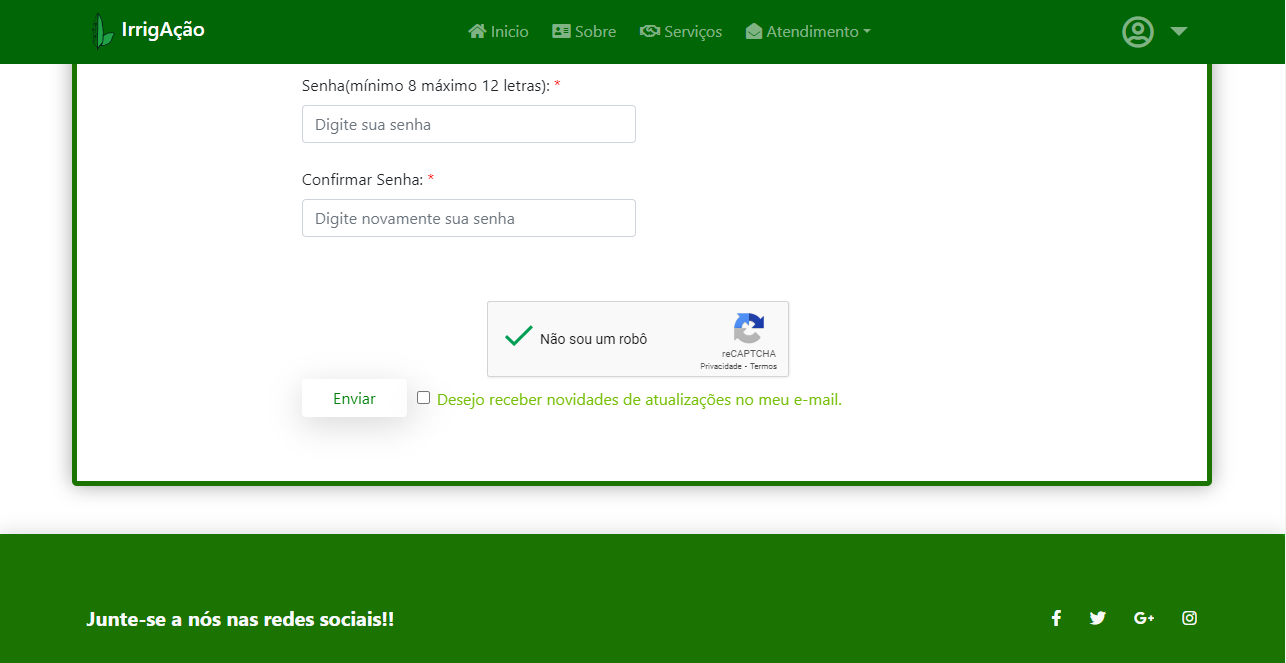 IrrigAção
Inicio
Sobre
Serviços
Atendimento
Senha(mínimo 8 máximo 12 letras): *
Digite sua senha
Confirmar Senha: *
Digite novamente sua senha
Não sou um robô
reCAPTCHA
Privacidade - Termos
Enviar
Desejo receber novidades de atualizações no meu e-mail.
Junte-se a nós nas redes sociais!!
G+